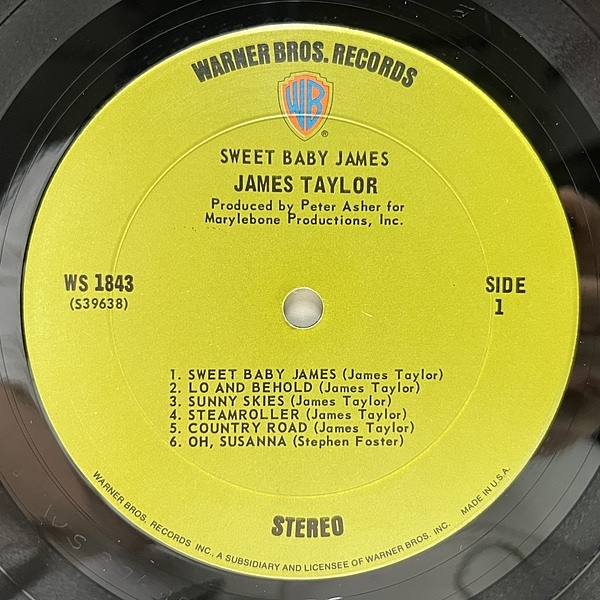 WARNER BROS. RECORDS
WB
®
SWEET BABY JAMES
JAMES TAYLOR
Produced by Peter Asher for
Marylebone Productions, Inc.
WS 1843
(S39638)
SIDE
1
1. SWEET BABY JAMES (James Taylor)
2. LO AND BEHOLD (James Taylor)
3. SUNNY SKIES (James Taylor)
4. STEAMROLLER (James Taylor)
5. COUNTRY ROAD (James Taylor)
6. OH, SUSANNA (Stephen Foster)
STEREO
WARNER BROS. RECORDS INC., A SUBSIDIARY AND LICENSEE OF WARNER BROS. INC. MADE IN U.S.A.